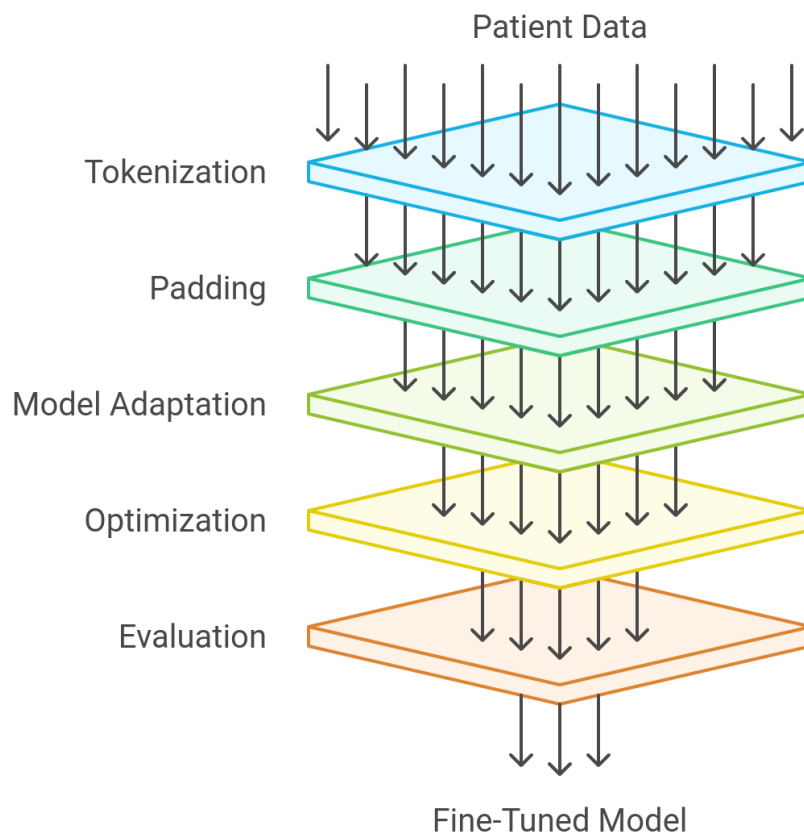 Patient Data
Tokenization
Padding
Model Adaptation
Optimization
Evaluation
Fine-Tuned Model